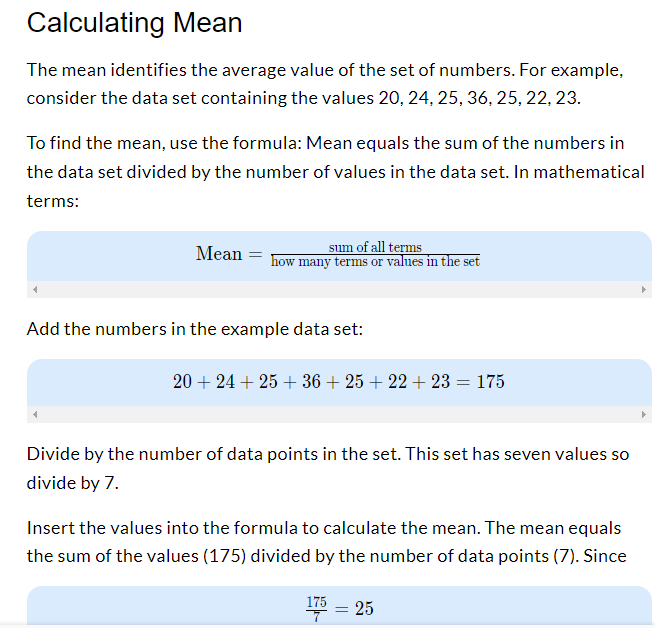 Calculating Mean
The mean identifies the average value of the set of numbers. For example,
consider the data set containing the values 20, 24, 25, 36, 25, 22, 23.
To find the mean, use the formula: Mean equals the sum of the numbers in
the data set divided by the number of values in the data set. In mathematical
terms:
Mean = sum of all terms / how many terms or values in the set
Add the numbers in the example data set:
20 + 24 + 25 + 36 + 25 + 22 + 23 = 175
Divide by the number of data points in the set. This set has seven values so
divide by 7.
Insert the values into the formula to calculate the mean. The mean equals
the sum of the values (175) divided by the number of data points (7). Since
175 / 7 = 25